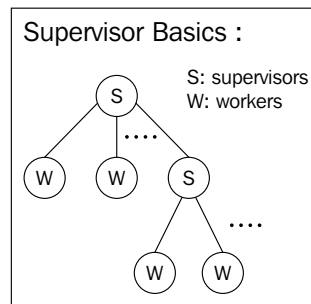 Supervisor Basics :
S: supervisors
W: workers
S
....
W W S
....
W W